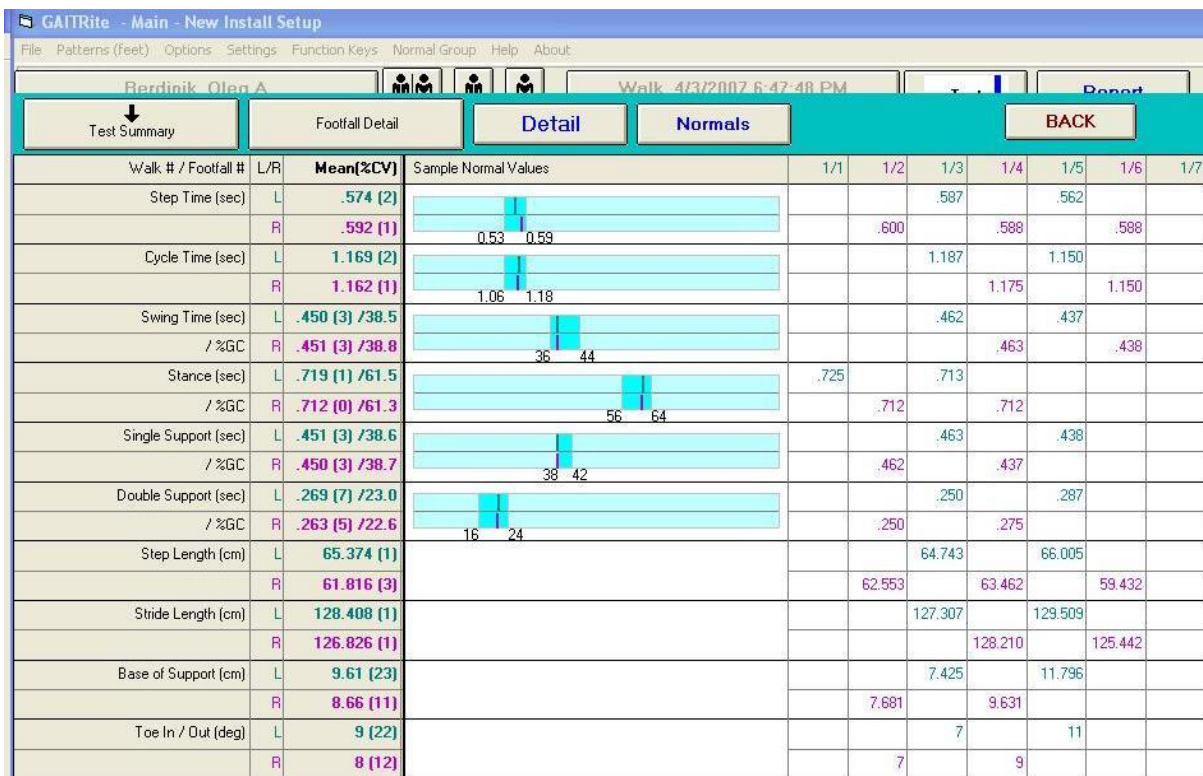 GAITRite - Main - New Install Setup
File Patterns (feet) Options Settings Function Keys Normal Group Help About
Berdinik Oleg A Walk 4/3/2007 6:47:48 PM Test Report
Test Summary Footfall Detail Detail Normals BACK
Walk # / Footfall # L/R Mean(%CV) Sample Normal Values 1/1 1/2 1/3 1/4 1/5 1/6 1/7
Step Time (sec) L .574 (2) .587 .562
R .592 (1) .600 .588 .588
0.53 0.59
Cycle Time (sec) L 1.169 (2) 1.187 1.150
R 1.162 (1) 1.175 1.150
1.06 1.18
Swing Time (sec) L .450 (3) /38.5 .462 .437
/ %GC R .451 (3) /38.8 .463 .438
36 44
Stance (sec) L .719 (1) /61.5 .725 .713
/ %GC R .712 (0) /61.3 .712 .712
56 64
Single Support (sec) L .451 (3) /38.6 .463 .438
/ %GC R .450 (3) /38.7 .462 .437
38 42
Double Support (sec) L .269 (7) /23.0 .250 .287
/ %GC R .263 (5) /22.6 .250 .275
16 24
Step Length (cm) L 65.374 (1) 64.743 66.005
R 61.816 (3) 62.553 63.462 59.432
Stride Length (cm) L 128.408 (1) 127.307 129.509
R 126.826 (1) 128.210 125.442
Base of Support (cm) L 9.61 (23) 7.425 11.796
R 8.66 (11) 7.681 9.631
Toe In / Out (deg) L 9 (22) 7 11
R 8 (12) 7 9